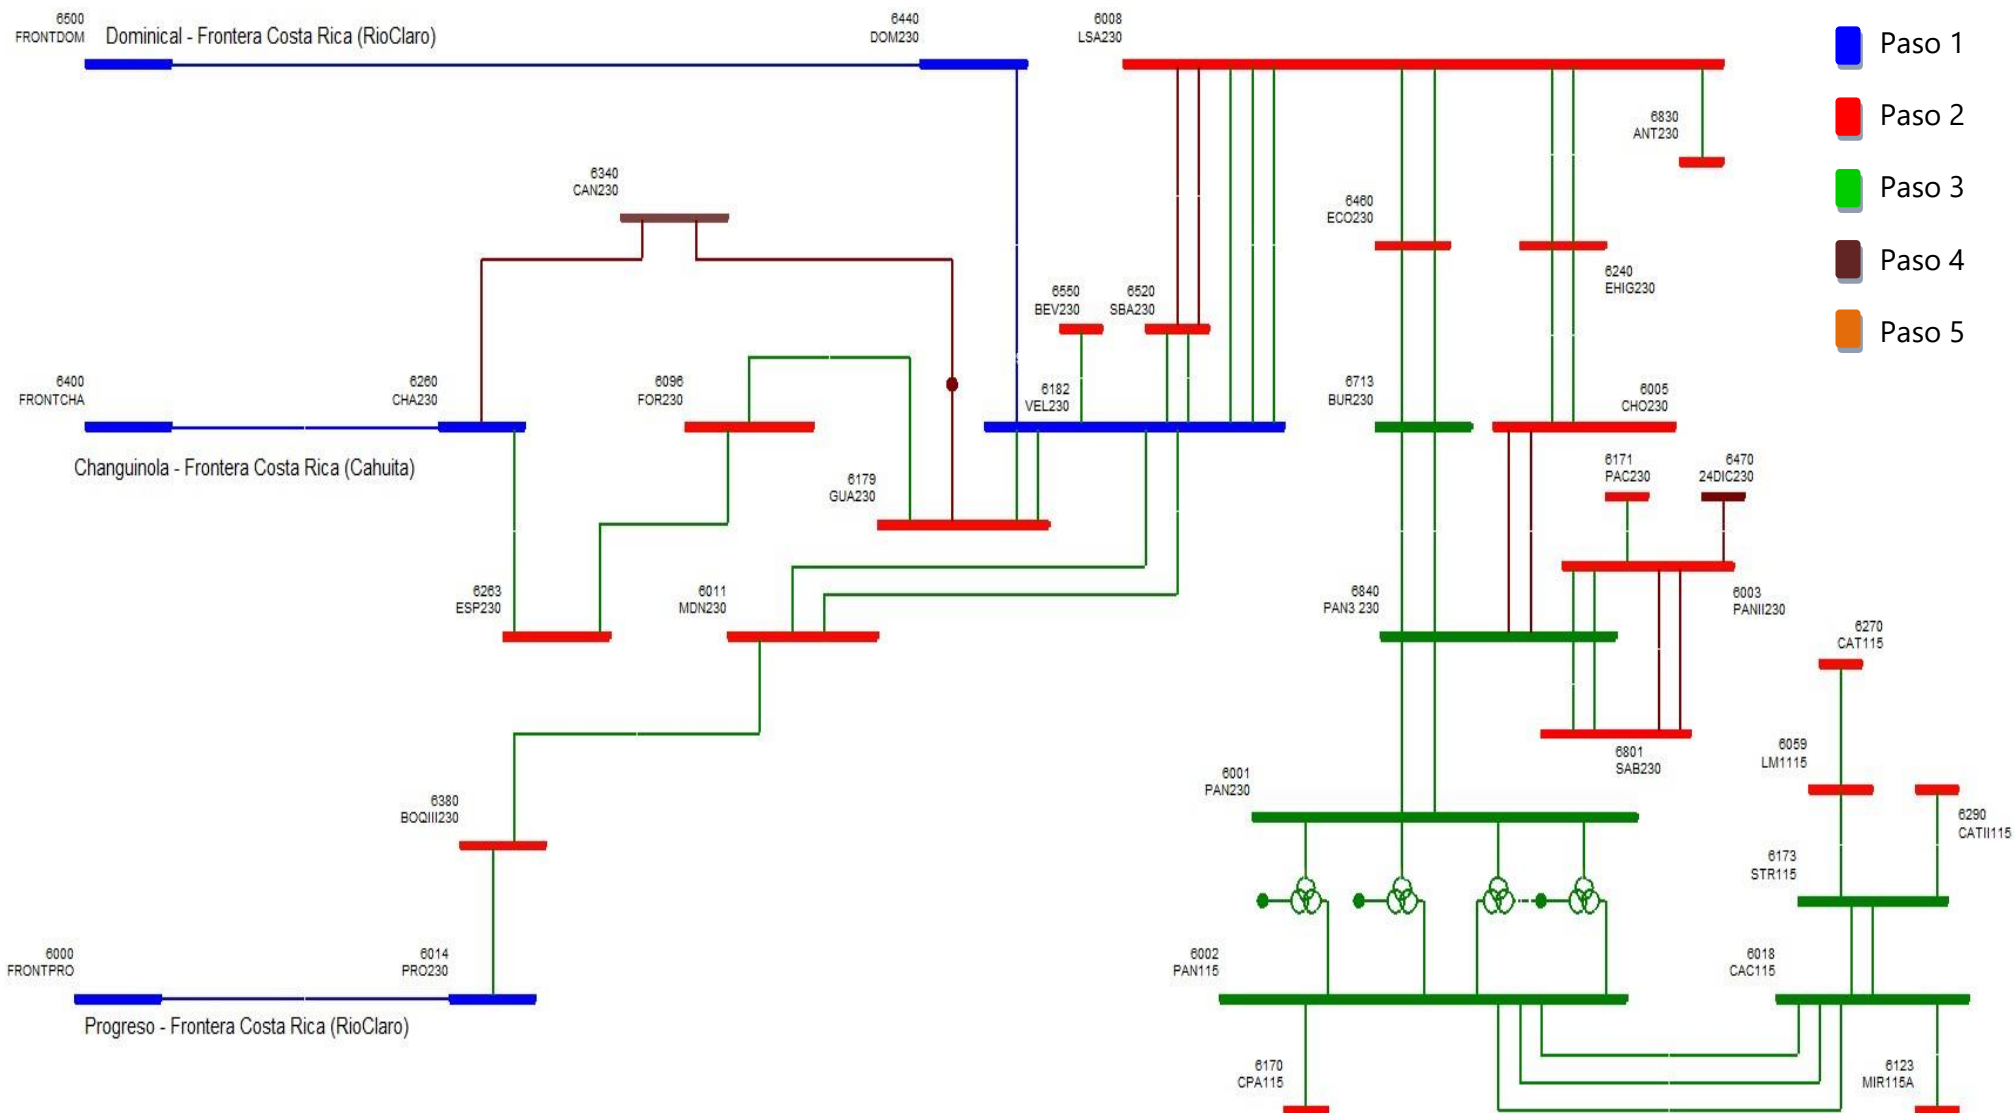 6500
FRONTDOM
Dominical - Frontera Costa Rica (RioClaro)
6440
DOM230
6008
LSA230
Paso 1
Paso 2
Paso 3
Paso 4
Paso 5
6830
ANT230
6340
CAN230
6460
ECO230
6240
EHIG230
6550
BEV230
6520
SBA230
6400
FRONTCHA
6260
CHA230
6096
FOR230
6182
VEL230
6713
BUR230
6005
CHO230
Changuinola - Frontera Costa Rica (Cahuita)
6179
GUA230
6171
PAC230
6470
24DIC230
6263
ESP230
6011
MDN230
6840
PAN3 230
6003
PANII230
6270
CAT115
6801
SAB230
6059
LM1115
6001
PAN230
6380
BOQIII230
6290
CATII115
6173
STR115
6000
FRONTPRO
6014
PRO230
6002
PAN115
6018
CAC115
Progreso - Frontera Costa Rica (RioClaro)
6170
CPA115
6123
MIR115A